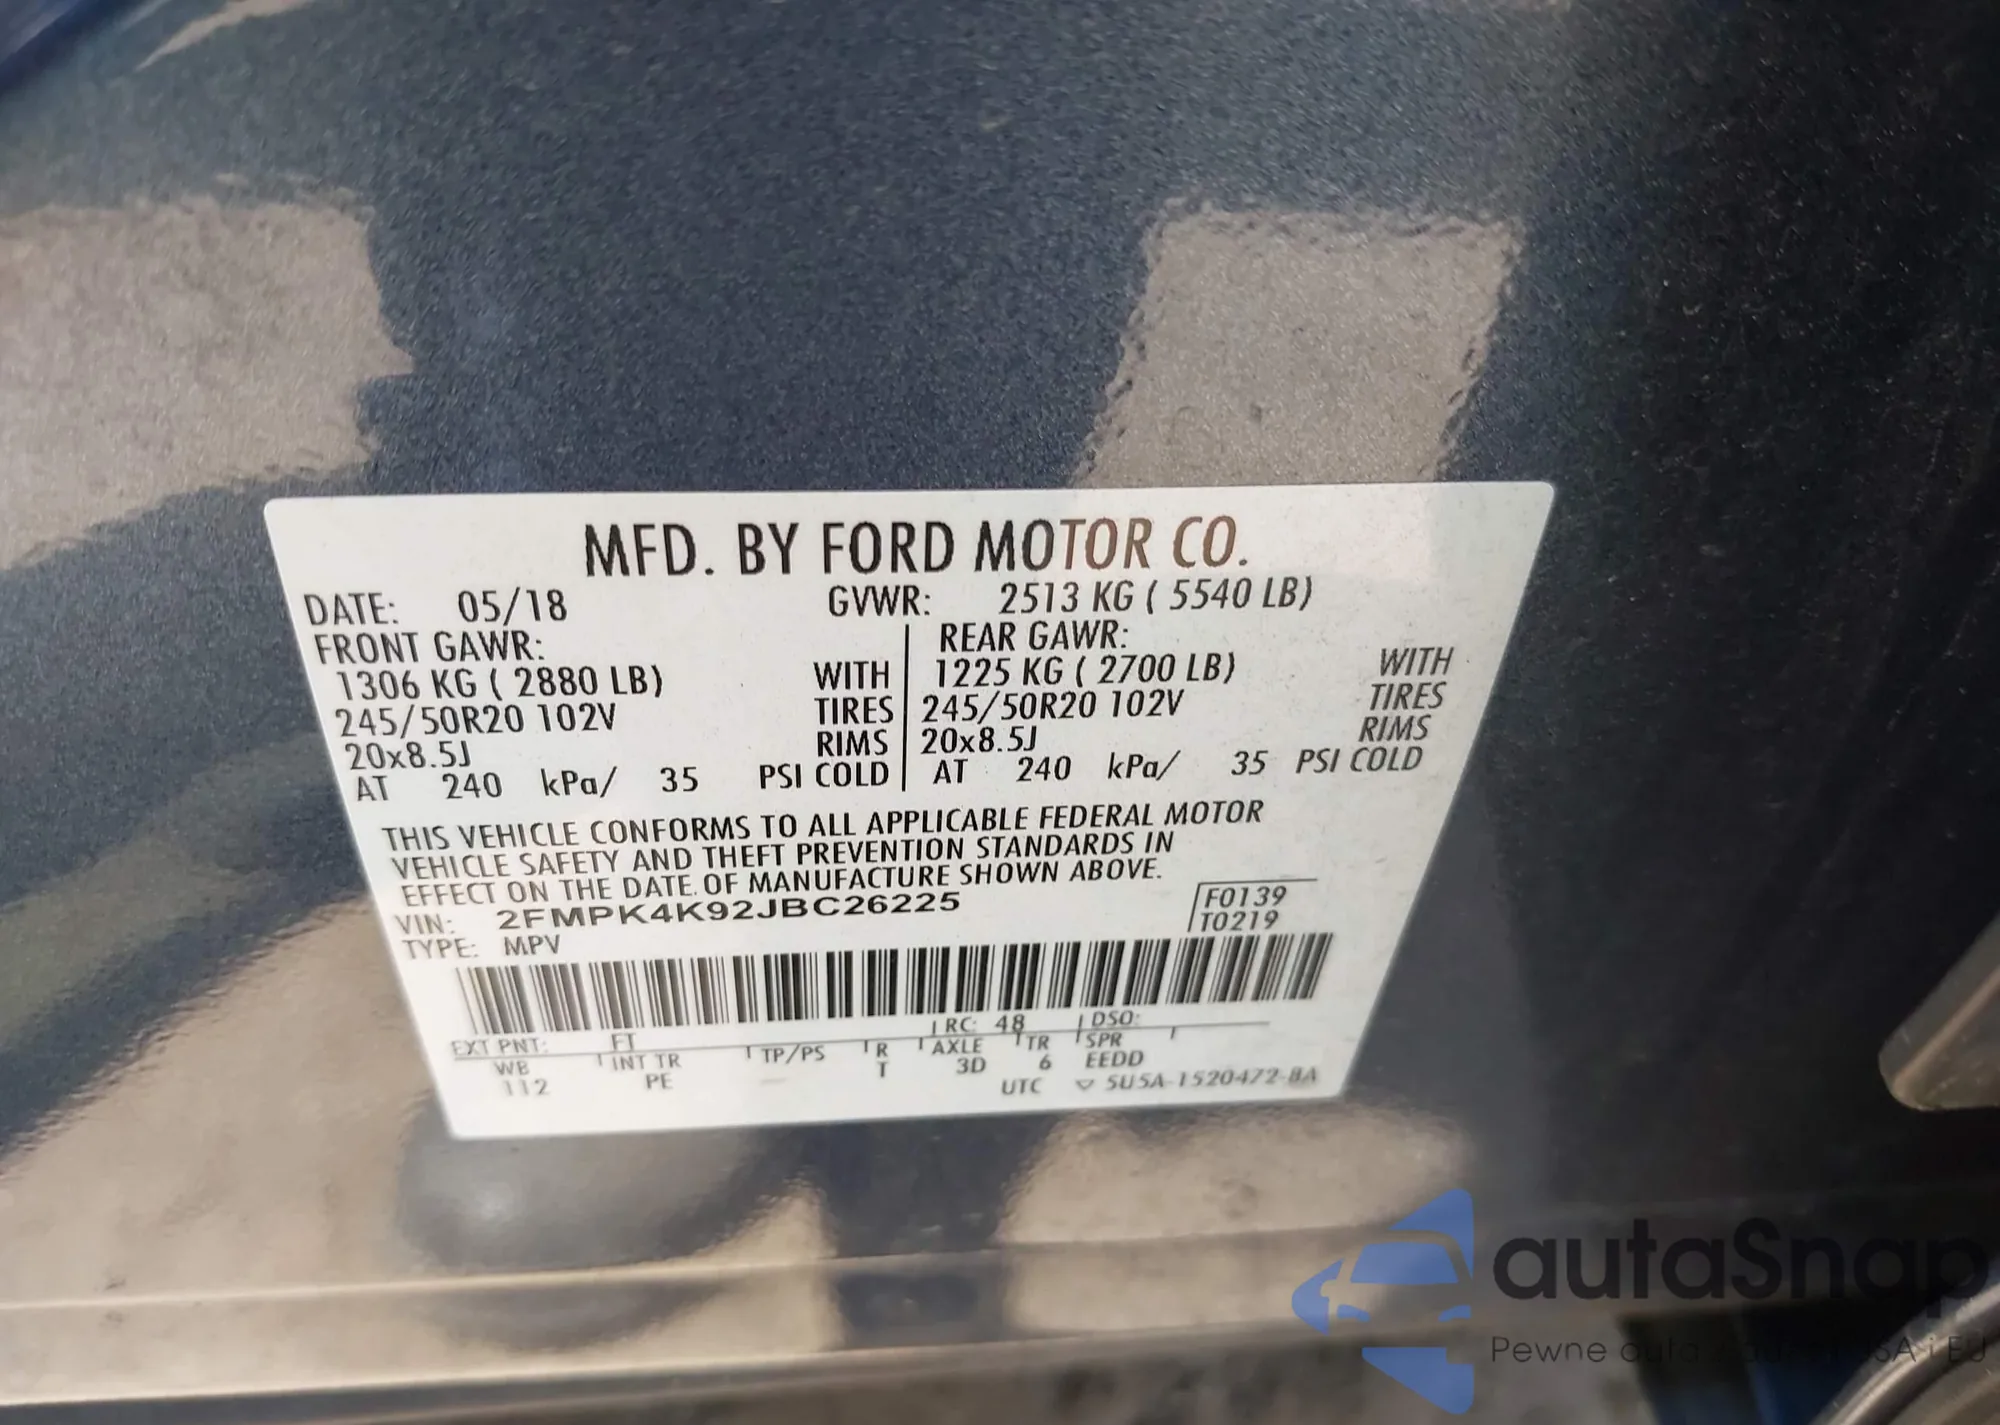 MFD. BY FORD MOTOR CO.
DATE: 05/18 GVWR: 2513 KG ( 5540 LB)
FRONT GAWR: REAR GAWR:
1306 KG ( 2880 LB) WITH 1225 KG ( 2700 LB) WITH
245/50R20 102V TIRES 245/50R20 102V TIRES
20x8.5J RIMS 20x8.5J RIMS
AT 240 kPa/ 35 PSI COLD AT 240 kPa/ 35 PSI COLD
THIS VEHICLE CONFORMS TO ALL APPLICABLE FEDERAL MOTOR
VEHICLE SAFETY AND THEFT PREVENTION STANDARDS IN
EFFECT ON THE DATE OF MANUFACTURE SHOWN ABOVE.
VIN: 2FMPK4K92JBC26225 F0139
TYPE: MPV T0219
EXT PNT: FT RC: 48 DSO:
WB INT TR TP/PS R AXLE TR SPR
112 PE T 3D 6 EEDD
UTC 5U5A-1520472-BA
autaSnap
Pewne auta USA i EU